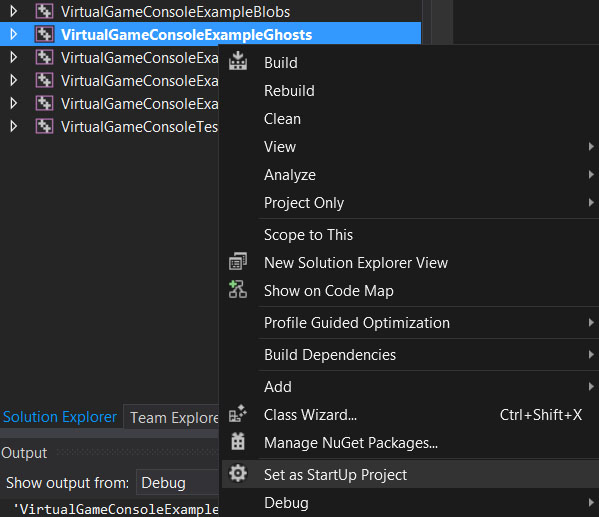 VirtualGameConsoleExampleBlobs
VirtualGameConsoleExampleGhosts
VirtualGameConsoleExa
VirtualGameConsoleExa
VirtualGameConsoleExa
VirtualGameConsoleTes
Build
Rebuild
Clean
View
Analyze
Project Only
Scope to This
New Solution Explorer View
Show on Code Map
Profile Guided Optimization
Build Dependencies
Add
Class Wizard... Ctrl+Shift+X
Manage NuGet Packages...
Set as StartUp Project
Debug
Solution Explorer Team Explore
Output
Show output from: Debug
'VirtualGameConsoleExample